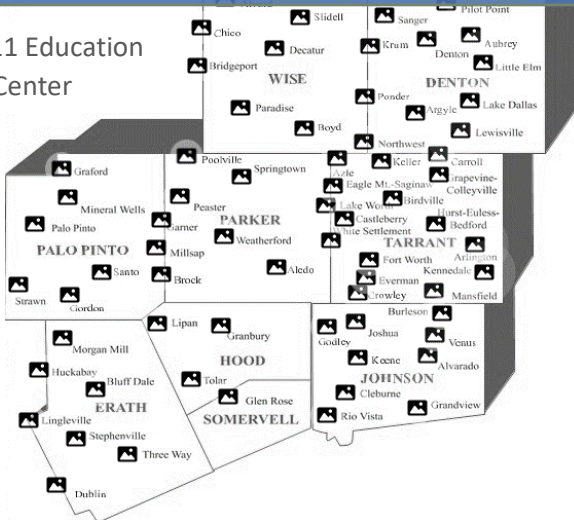 11 Education
Center
Slidell
Chico
Decatur
Bridgeport
WISE
Paradise
Boyd
Pilot Point
Sanger
Aubrey
Krum
Denton
Little Elm
DENTON
Ponder
Argyle
Lake Dallas
Lewisville
Northwest
Graford
Mineral Wells
Palo Pinto
PALO PINTO
Santo
Strawn
Gordon
Poolville
Springtown
Peaster
Garner
PARKER
Weatherford
Millsap
Aledo
Brock
Azle
Keller
Carroll
Eagle Mt.-Saginaw
Grapevine-
Colleyville
Birdville
Lake Worth
Castleberry
Hurst-Euless-
Bedford
White Settlement
TARRANT
Arlington
Fort Worth
Kennedale
Everman
Crowley
Mansfield
Morgan Mill
Huckabay
Bluff Dale
ERATH
Lingleville
Stephenville
Three Way
Dublin
Lipan
Granbury
HOOD
Tolar
Glen Rose
SOMERVELL
Burleson
Godley
Joshua
Venus
Keene
Alvarado
JOHNSON
Cleburne
Grandview
Rio Vista